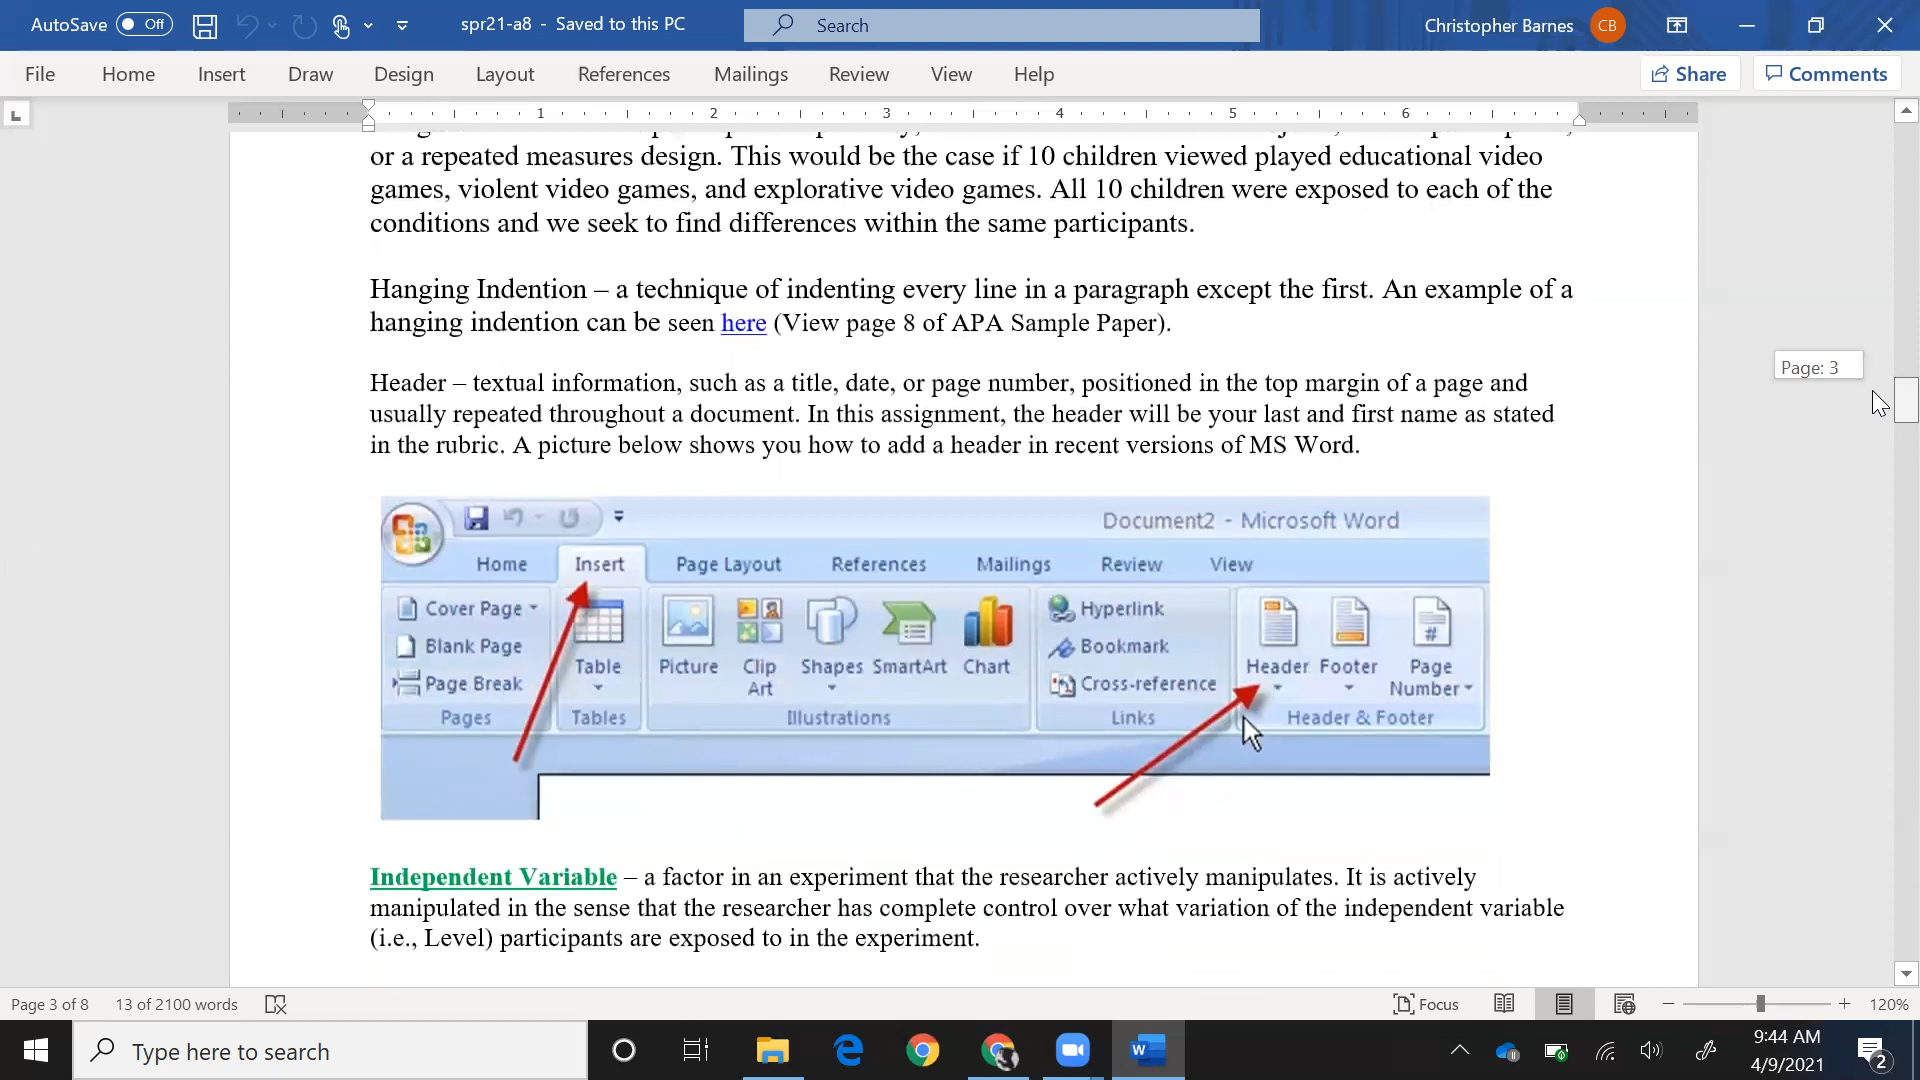 AutoSave Off spr21-a8 - Saved to this PC Search Christopher Barnes CB
File Home Insert Draw Design Layout References Mailings Review View Help Share Comments
1 2 3 4 5 6
or a repeated measures design. This would be the case if 10 children viewed played educational video
games, violent video games, and explorative video games. All 10 children were exposed to each of the
conditions and we seek to find differences within the same participants.
Hanging Indention – a technique of indenting every line in a paragraph except the first. An example of a
hanging indention can be seen here (View page 8 of APA Sample Paper).
Page: 3
Header – textual information, such as a title, date, or page number, positioned in the top margin of a page and
usually repeated throughout a document. In this assignment, the header will be your last and first name as stated
in the rubric. A picture below shows you how to add a header in recent versions of MS Word.
Document2 - Microsoft Word
Home Insert Page Layout References Mailings Review View
Cover Page
Blank Page
Page Break
Pages
Table
Tables
Picture
Clip
Art
Shapes
SmartArt
Chart
Illustrations
Hyperlink
Bookmark
Cross-reference
Links
Header
Footer
Page
Number
Header & Footer
Independent Variable – a factor in an experiment that the researcher actively manipulates. It is actively
manipulated in the sense that the researcher has complete control over what variation of the independent variable
(i.e., Level) participants are exposed to in the experiment.
Page 3 of 8 13 of 2100 words Focus 120%
Type here to search
9:44 AM
4/9/2021
2